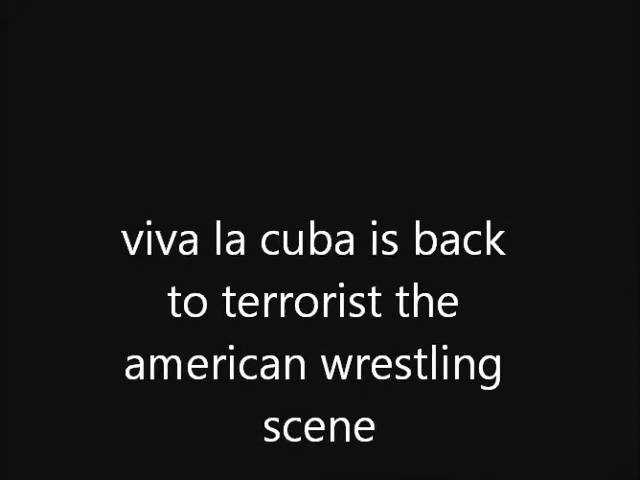 viva la cuba is back
to terrorist the
american wrestling
scene